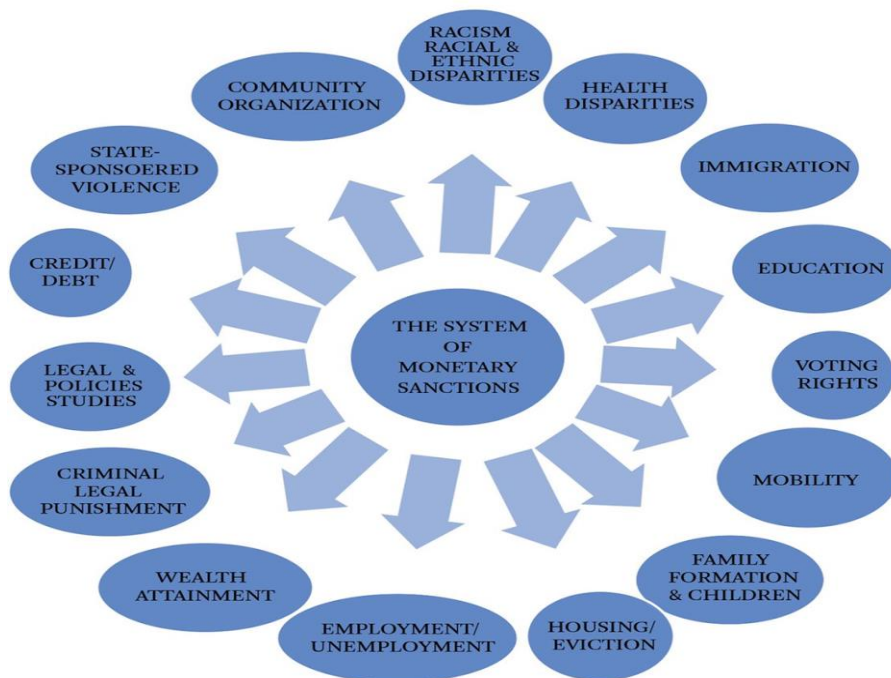 THE SYSTEM
OF
MONETARY
SANCTIONS
RACISM
RACIAL &
ETHNIC
DISPARITIES
HEALTH
DISPARITIES
IMMIGRATION
EDUCATION
VOTING
RIGHTS
MOBILITY
FAMILY
FORMATION
& CHILDREN
HOUSING/
EVICTION
EMPLOYMENT/
UNEMPLOYMENT
WEALTH
ATTAINMENT
CRIMINAL
LEGAL
PUNISHMENT
LEGAL &
POLICIES
STUDIES
CREDIT/
DEBT
STATE-
SPONSOERED
VIOLENCE
COMMUNITY
ORGANIZATION